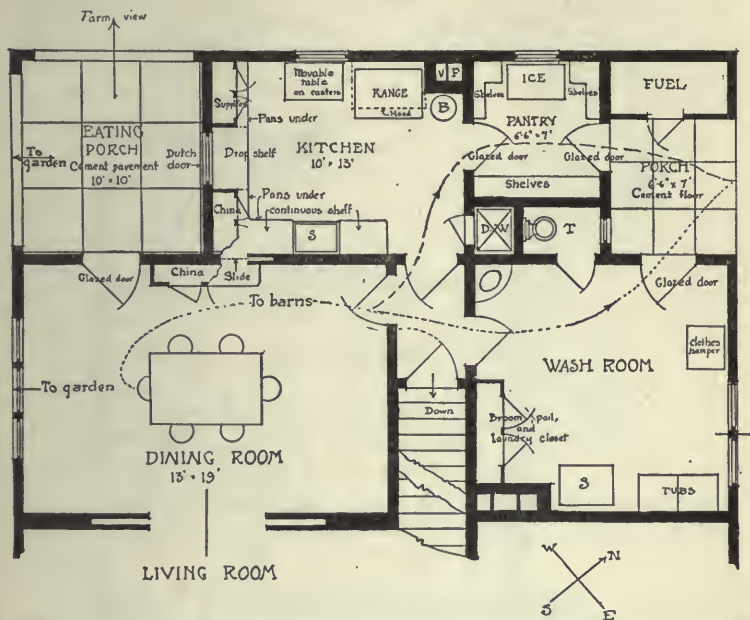 Farm view
EATING
PORCH
Cement pavement
10' × 10'
To
garden
Dutch
door
Supplies
Pans under
Drop shelf
China
Pans under
continuous shelf
Movable
table
on casters
RANGE
Hood
V F
B
KITCHEN
10' × 13'
S
ICE
Shelves
Shelves
PANTRY
6'-6" × 7'
Glazed door
Glazed door
Shelves
FUEL
PORCH
6'-6" × 7'
Cement floor
D W
T
Glazed door
China
Slide
Glazed door
To barns
To garden
DINING ROOM
13' × 19'
Down
WASH ROOM
clothes
hamper
Broom, pail,
and
laundry closet
S
TUBS
LIVING ROOM
W
N
S
E